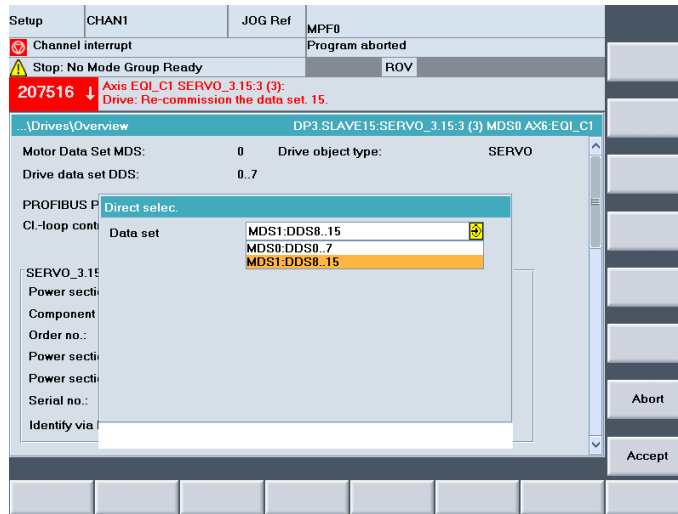 Setup CHAN1 JOG Ref MPF0
Channel interrupt Program aborted
Stop: No Mode Group Ready ROV
207516 Axis EQI_C1 SERVO_3.15:3 (3):
Drive: Re-commission the data set. 15.
...\Drives\Overview DP3.SLAVE15:SERVO_3.15:3 (3) MDS0 AX6:EQI_C1
Motor Data Set MDS: 0 Drive object type: SERVO
Drive data set DDS: 0..7
PROFIBUS P
Direct selec.
Cl.-loop cont
Data set MDS1:DDS8..15
MDS0:DDS0..7
MDS1:DDS8..15
SERVO_3.15
Power secti
Component
Order no.:
Power secti
Power secti
Serial no.:
Identify via
Abort
Accept